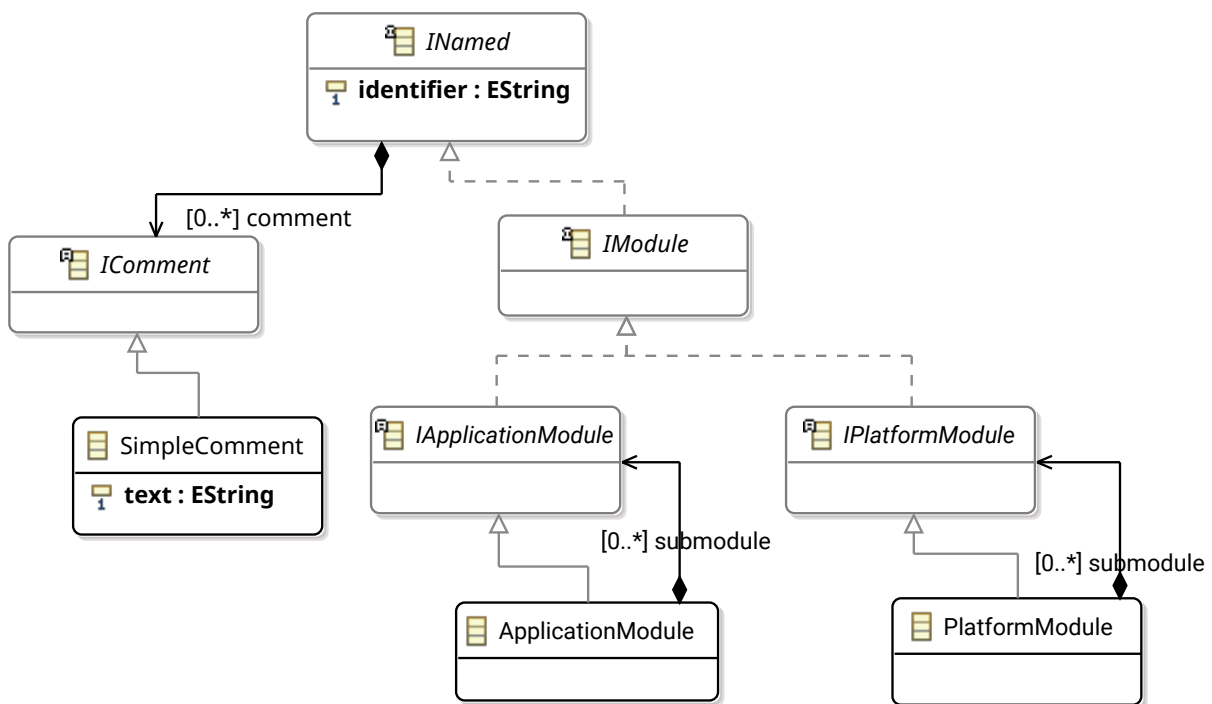 INamed
identifier : EString
[0..*] comment
IModule
IComment
IApplicationModule
IPlatformModule
SimpleComment
text : EString
[0..*] submodule
[0..*] submodule
ApplicationModule
PlatformModule